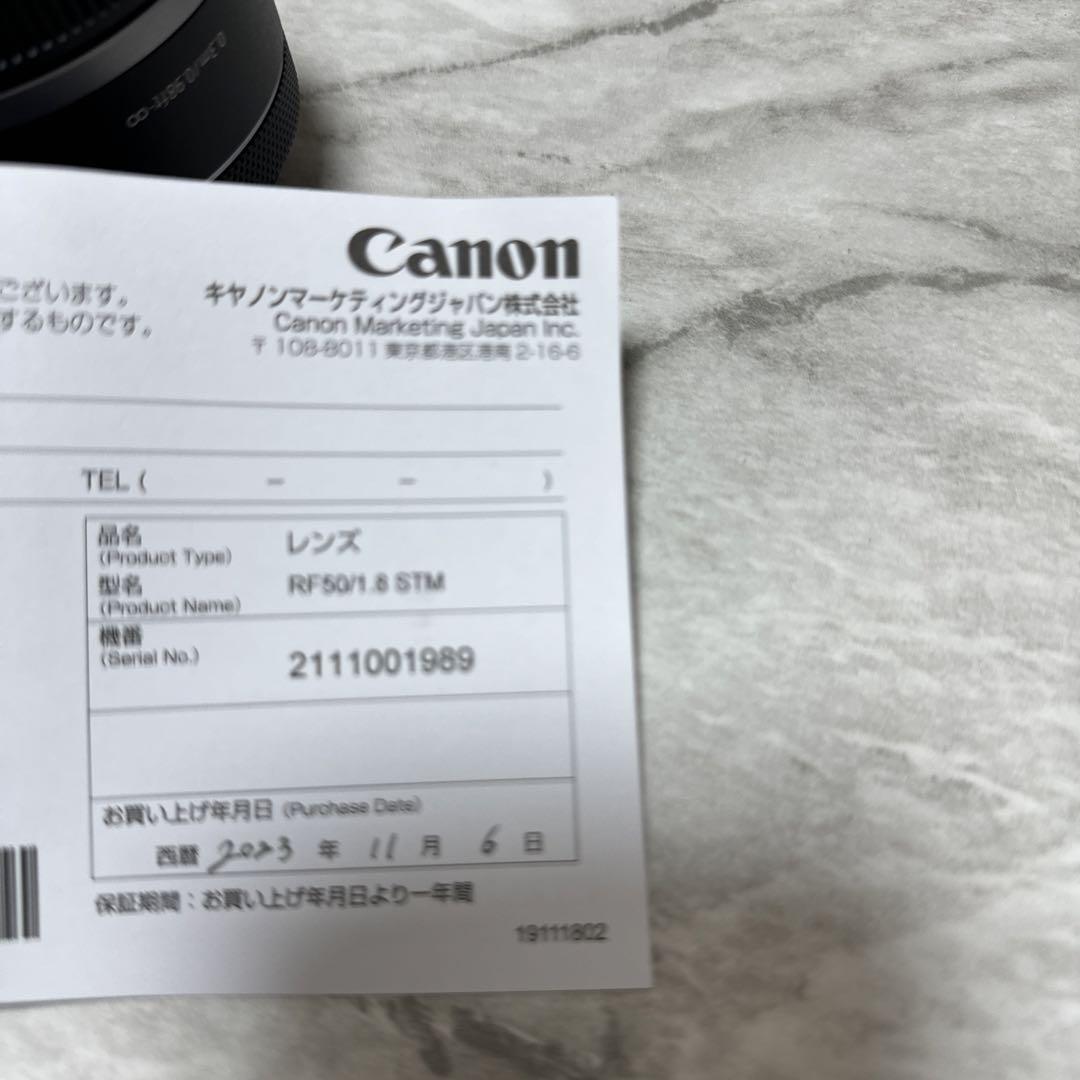 0.3m/0.98ft-∞
Canon
ございます。
キヤノンマーケティングジャパン株式会社
するものです。
Canon Marketing Japan Inc.
〒108-8011 東京都港区港南2-16-6
TEL ( - - )
品名 レンズ
(Product Type)
型名 RF50/1.8 STM
(Product Name)
機番
(Serial No.) 2111001989
お買い上げ年月日 (Purchase Date)
西暦 2023 年 11 月 6 日
保証期間：お買い上げ年月日より一年間
19111802